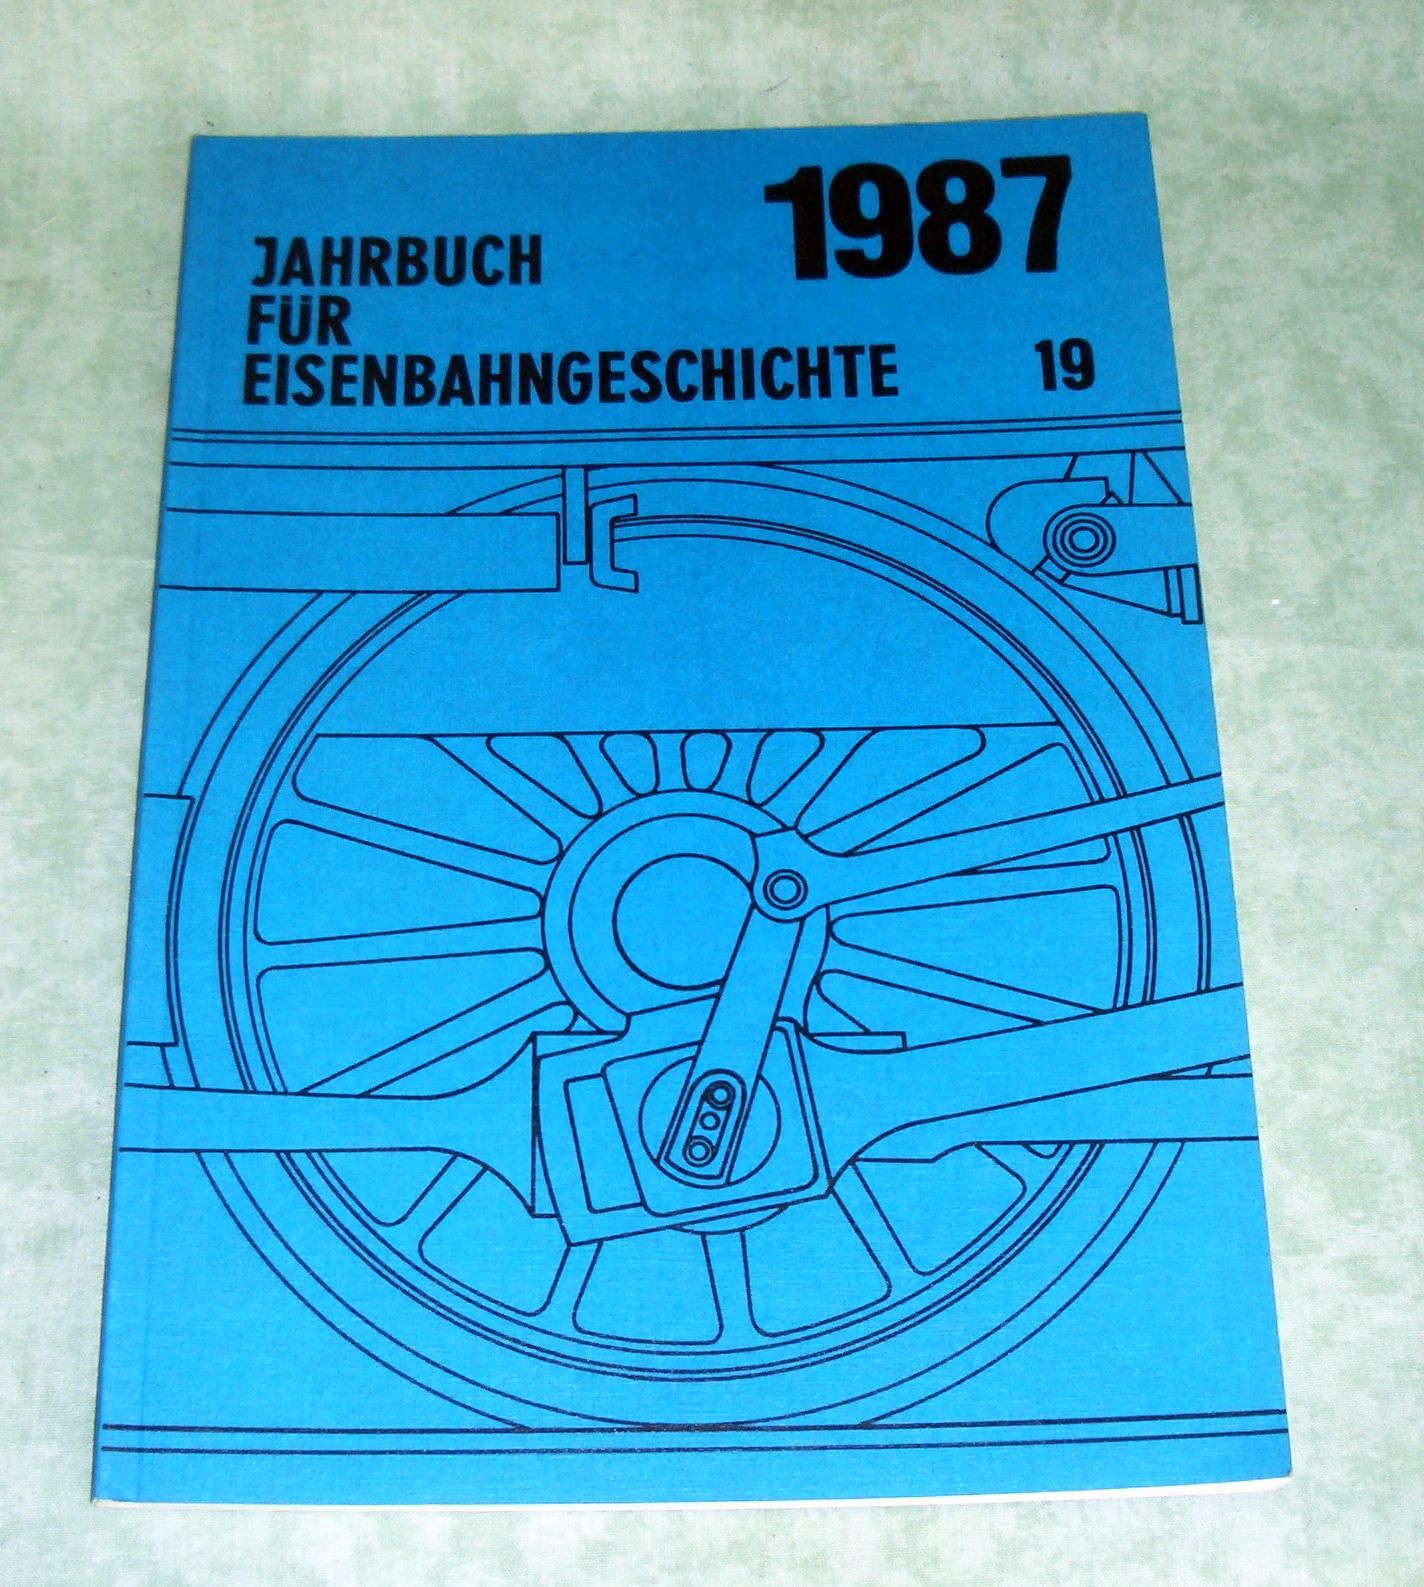 1987
JAHRBUCH
FÜR
EISENBAHNGESCHICHTE 19